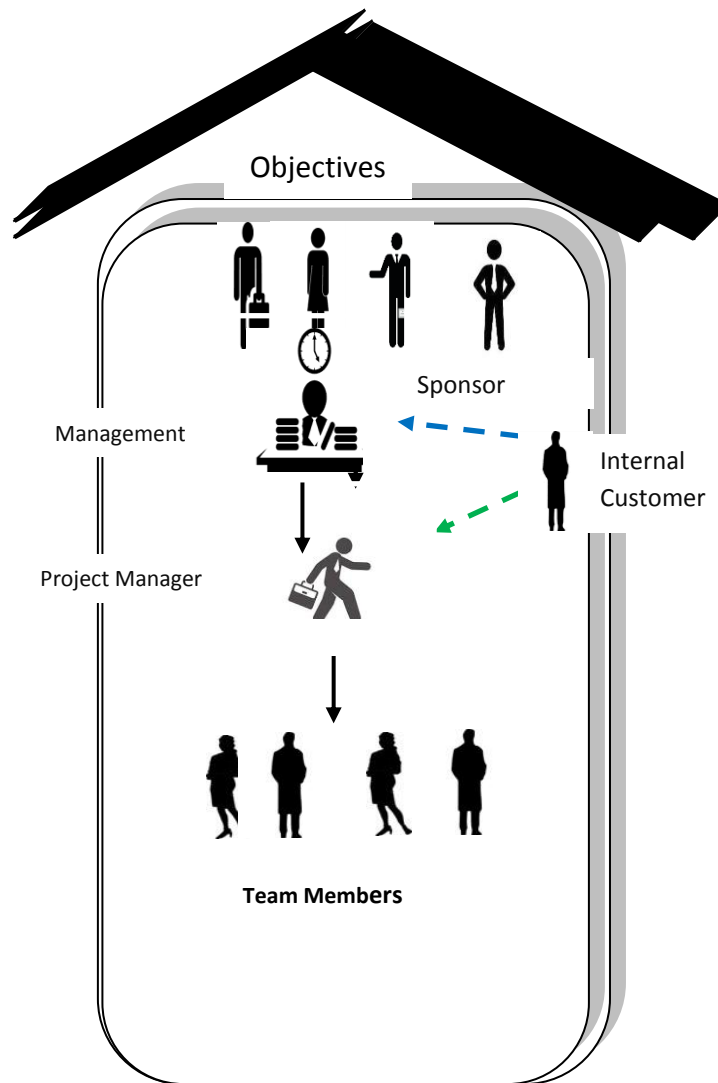 Objectives
Sponsor
Management
Internal
Customer
Project Manager
Team Members